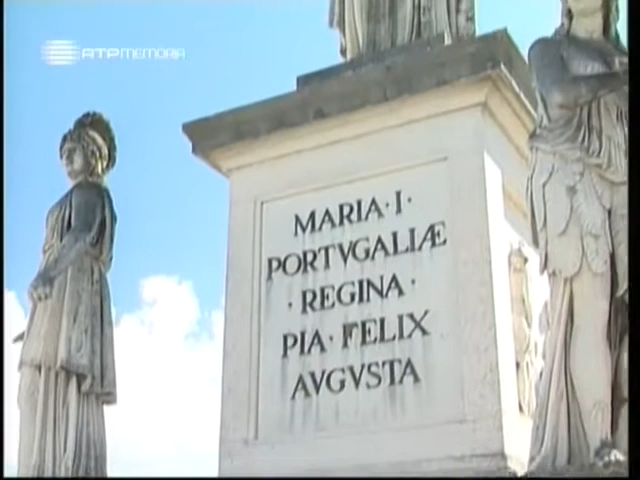 RTP MEMÓRIA
MARIA·I·
PORTVGALIÆ
·REGINA·
PIA·FELIX
AVGVSTA